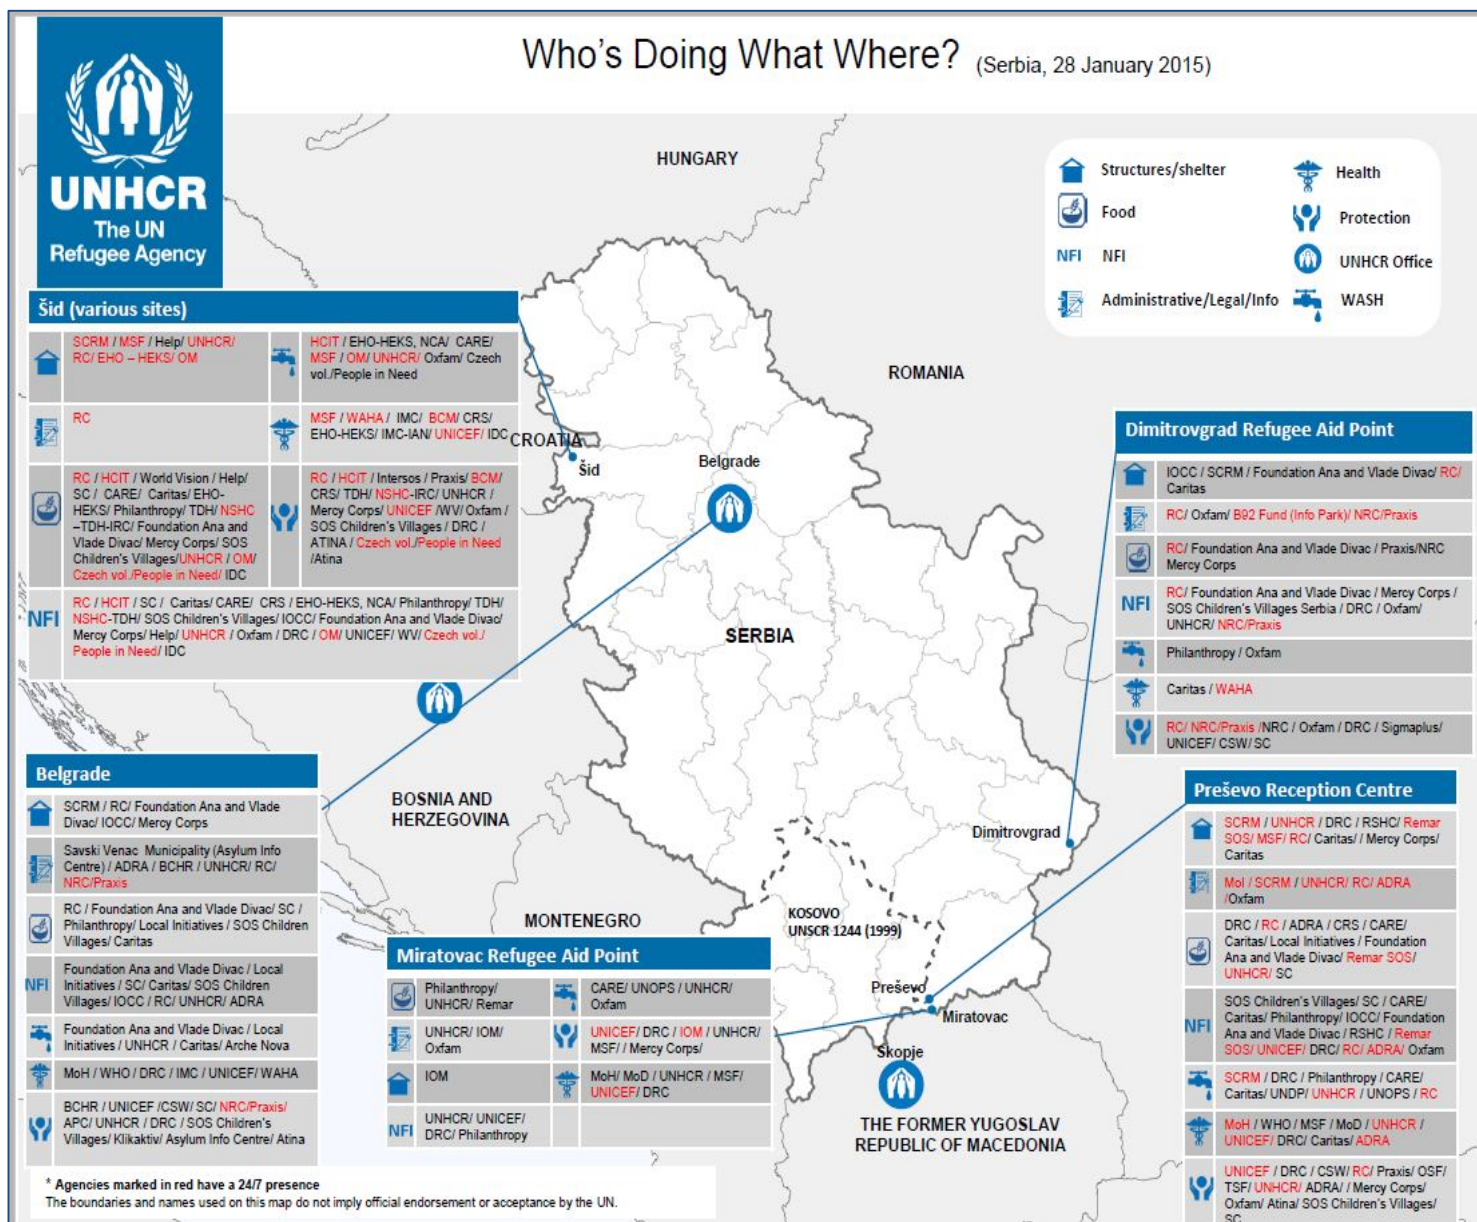 Who's Doing What Where? (Serbia, 28 January 2015)
UNHCR
The UN
Refugee Agency
Structures/shelter
Food
NFI NFI
Administrative/Legal/Info
Health
Protection
UNHCR Office
WASH
HUNGARY
ROMANIA
CROATIA
Šid
Belgrade
SERBIA
BOSNIA AND
HERZEGOVINA
MONTENEGRO
KOSOVO
UNSCR 1244 (1999)
Dimitrovgrad
Preševo
Miratovac
Skopje
THE FORMER YUGOSLAV
REPUBLIC OF MACEDONIA
Šid (various sites)
SCRM / MSF / Help/ UNHCR/
RC/ EHO – HEKS/ OM
HCIT / EHO-HEKS, NCA/ CARE/
MSF / OM/ UNHCR/ Oxfam/ Czech
vol./People in Need
RC
MSF / WAHA / IMC/ BCM/ CRS/
EHO-HEKS/ IMC-IAN/ UNICEF/ IDC
RC / HCIT / World Vision / Help/
SC / CARE/ Caritas/ EHO-
HEKS/ Philanthropy/ TDH/ NSHC
–TDH-IRC/ Foundation Ana and
Vlade Divac/ Mercy Corps/ SOS
Children's Villages/UNHCR / OM/
Czech vol./People in Need/ IDC
RC / HCIT / Intersos / Praxis/ BCM/
CRS/ TDH/ NSHC-IRC/ UNHCR /
Mercy Corps/ UNICEF /WV/ Oxfam /
SOS Children's Villages / DRC /
ATINA / Czech vol./People in Need
/Atina
NFI
RC / HCIT / SC / Caritas/ CARE/ CRS / EHO-HEKS, NCA/ Philanthropy/ TDH/
NSHC-TDH/ SOS Children's Villages/ IOCC/ Foundation Ana and Vlade Divac/
Mercy Corps/ Help/ UNHCR / Oxfam / DRC / OM/ UNICEF/ WV/ Czech vol./
People in Need/ IDC
Dimitrovgrad Refugee Aid Point
IOCC / SCRM / Foundation Ana and Vlade Divac/ RC/
Caritas
RC/ Oxfam/ B92 Fund (Info Park)/ NRC/Praxis
RC/ Foundation Ana and Vlade Divac / Praxis/NRC
Mercy Corps
NFI
RC/ Foundation Ana and Vlade Divac / Mercy Corps /
SOS Children's Villages Serbia / DRC / Oxfam/
UNHCR/ NRC/Praxis
Philanthropy / Oxfam
Caritas / WAHA
RC/ NRC/Praxis /NRC / Oxfam / DRC / Sigmaplus/
UNICEF/ CSW/ SC
Belgrade
SCRM / RC/ Foundation Ana and Vlade
Divac/ IOCC/ Mercy Corps
Savski Venac Municipality (Asylum Info
Centre) / ADRA / BCHR / UNHCR/ RC/
NRC/Praxis
RC / Foundation Ana and Vlade Divac/ SC /
Philanthropy/ Local Initiatives / SOS Children
Villages/ Caritas
NFI
Foundation Ana and Vlade Divac / Local
Initiatives / SC/ Caritas/ SOS Children
Villages/ IOCC / RC/ UNHCR/ ADRA
Foundation Ana and Vlade Divac / Local
Initiatives / UNHCR / Caritas/ Arche Nova
MoH / WHO / DRC / IMC / UNICEF/ WAHA
BCHR / UNICEF /CSW/ SC/ NRC/Praxis/
APC/ UNHCR / DRC / SOS Children's
Villages/ Klikaktiv/ Asylum Info Centre/ Atina
Miratovac Refugee Aid Point
Philanthropy/
UNHCR/ Remar
CARE/ UNOPS / UNHCR/
Oxfam
UNHCR/ IOM/
Oxfam
UNICEF/ DRC / IOM / UNHCR/
MSF/ / Mercy Corps/
IOM
MoH/ MoD / UNHCR / MSF/
UNICEF/ DRC
NFI
UNHCR/ UNICEF/
DRC/ Philanthropy
Preševo Reception Centre
SCRM / UNHCR / DRC / RSHC/ Remar
SOS/ MSF/ RC/ Caritas/ / Mercy Corps/
Caritas
MoI / SCRM / UNHCR/ RC/ ADRA
/Oxfam
DRC / RC / ADRA / CRS / CARE/
Caritas/ Local Initiatives / Foundation
Ana and Vlade Divac/ Remar SOS/
UNHCR/ SC
NFI
SOS Children's Villages/ SC / CARE/
Caritas/ Philanthropy/ IOCC/ Foundation
Ana and Vlade Divac / RSHC / Remar
SOS/ UNICEF/ DRC/ RC/ ADRA/ Oxfam
SCRM / DRC / Philanthropy / CARE/
Caritas/ UNDP/ UNHCR / UNOPS / RC
MoH / WHO / MSF / MoD / UNHCR /
UNICEF/ DRC/ Caritas/ ADRA
UNICEF / DRC / CSW/ RC/ Praxis/ OSF/
TSF/ UNHCR/ ADRA/ / Mercy Corps/
Oxfam/ Atina/ SOS Children's Villages/
SC
* Agencies marked in red have a 24/7 presence
The boundaries and names used on this map do not imply official endorsement or acceptance by the UN.